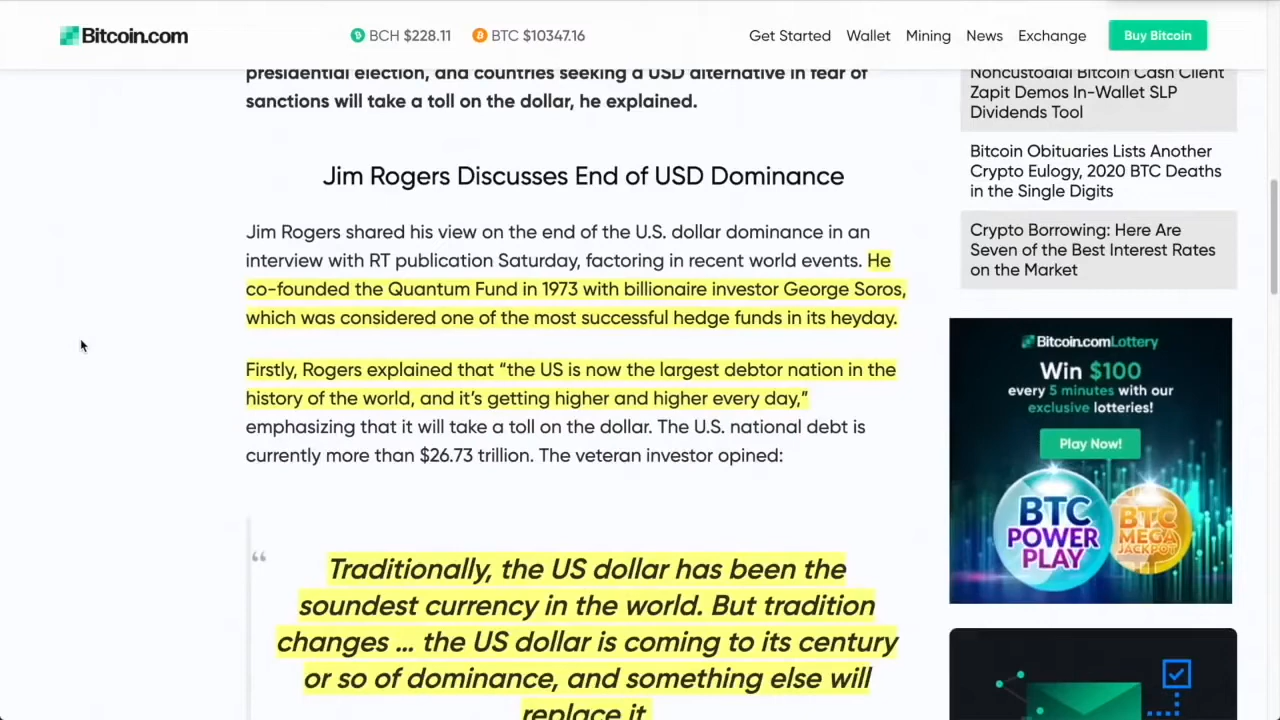 Bitcoin.com
BCH $228.11
BTC $10347.16
Get Started
Wallet
Mining
News
Exchange
Buy Bitcoin
presidential election, and countries seeking a USD alternative in fear of
sanctions will take a toll on the dollar, he explained.
Jim Rogers Discusses End of USD Dominance
Jim Rogers shared his view on the end of the U.S. dollar dominance in an
interview with RT publication Saturday, factoring in recent world events. He
co-founded the Quantum Fund in 1973 with billionaire investor George Soros,
which was considered one of the most successful hedge funds in its heyday.
Firstly, Rogers explained that “the US is now the largest debtor nation in the
history of the world, and it’s getting higher and higher every day,”
emphasizing that it will take a toll on the dollar. The U.S. national debt is
currently more than $26.73 trillion. The veteran investor opined:
“
Traditionally, the US dollar has been the
soundest currency in the world. But tradition
changes … the US dollar is coming to its century
or so of dominance, and something else will
replace it.
Noncustodial Bitcoin Cash Client
Zapit Demos In-Wallet SLP
Dividends Tool
Bitcoin Obituaries Lists Another
Crypto Eulogy, 2020 BTC Deaths
in the Single Digits
Crypto Borrowing: Here Are
Seven of the Best Interest Rates
on the Market
Bitcoin.comLottery
Win $100
every 5 minutes with our
exclusive lotteries!
Play Now!
BTC
POWER
PLAY
BTC
MEGA
JACKPOT